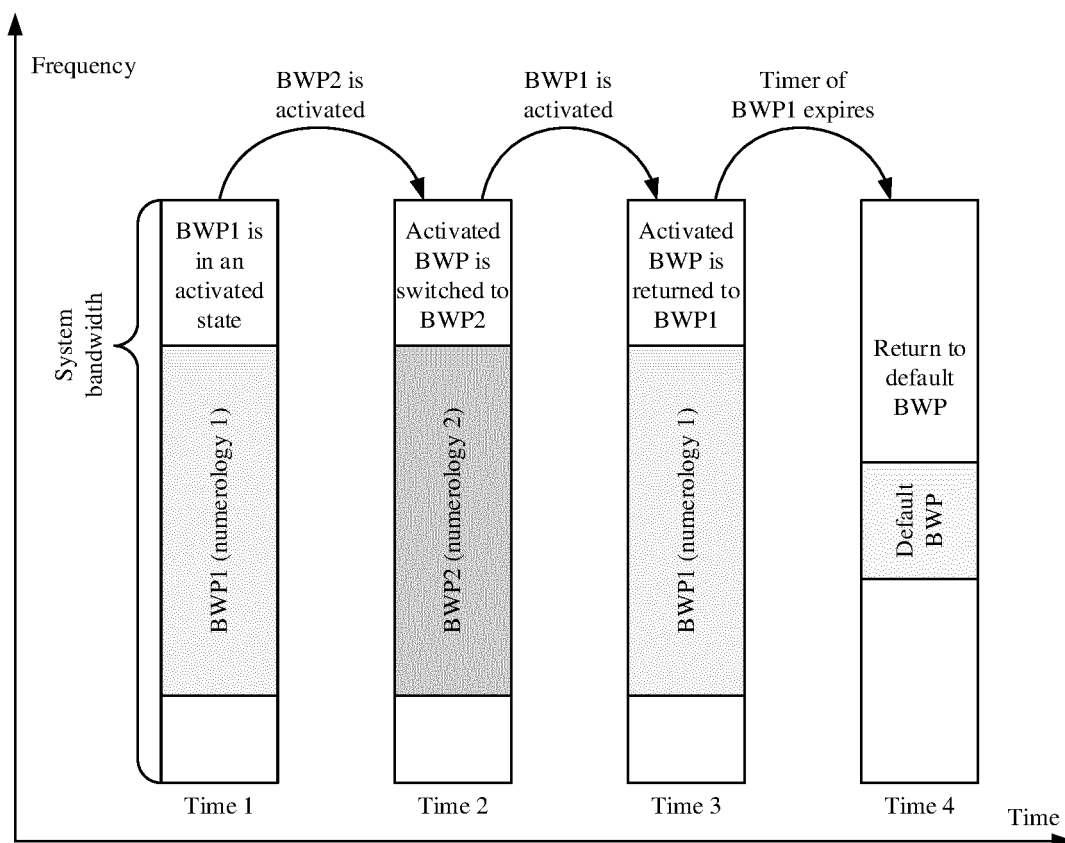 Frequency
BWP2 is
activated
BWP1 is
activated
Timer of
BWP1 expires
System
bandwidth
BWP1 is
in an
activated
state
BWP1 (numerology 1)
Time 1
Activated
BWP is
switched to
BWP2
BWP2 (numerology 2)
Time 2
Activated
BWP is
returned to
BWP1
BWP1 (numerology 1)
Time 3
Return to
default
BWP
Default
BWP
Time 4
Time